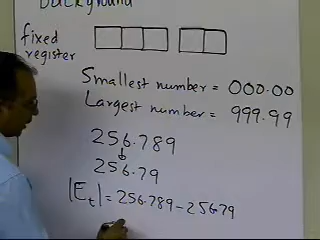 background
fixed
register
Smallest number = 000.00
Largest number = 999.99
256.789
256.79
|Et| = 256.789 - 256.79